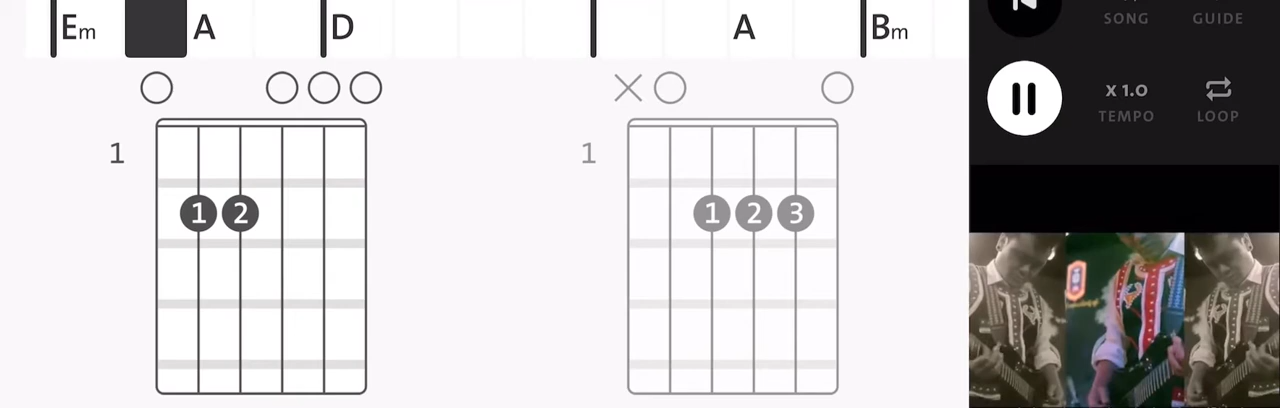 Em A D A Bm
SONG GUIDE
x 1.0
TEMPO LOOP
1 1
1 2 1 2 3